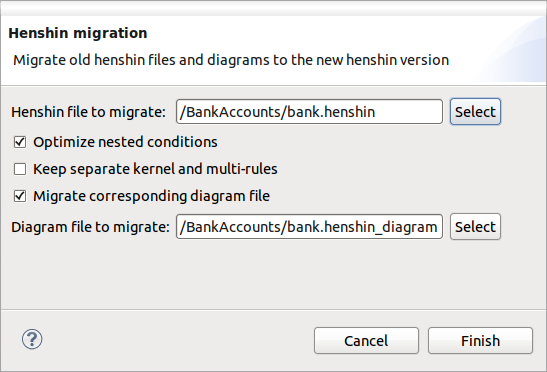 Henshin migration
Migrate old henshin files and diagrams to the new henshin version
Henshin file to migrate: /BankAccounts/bank.henshin Select
Optimize nested conditions
Keep separate kernel and multi-rules
Migrate corresponding diagram file
Diagram file to migrate: /BankAccounts/bank.henshin_diagram Select
? Cancel Finish